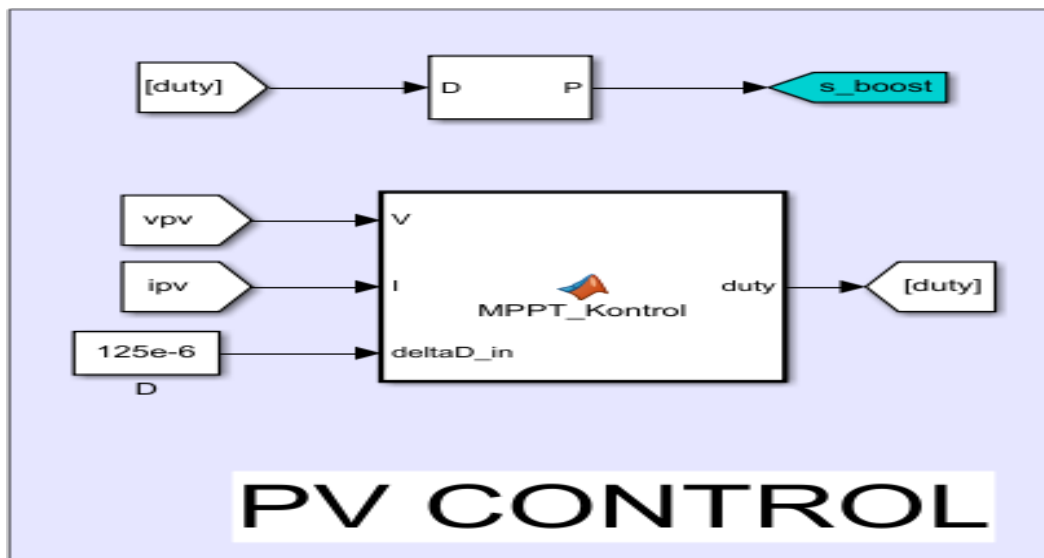 [duty]
D P
s_boost
vpv
V
ipv
I
MPPT_Kontrol
duty
[duty]
125e-6
deltaD_in
D
PV CONTROL